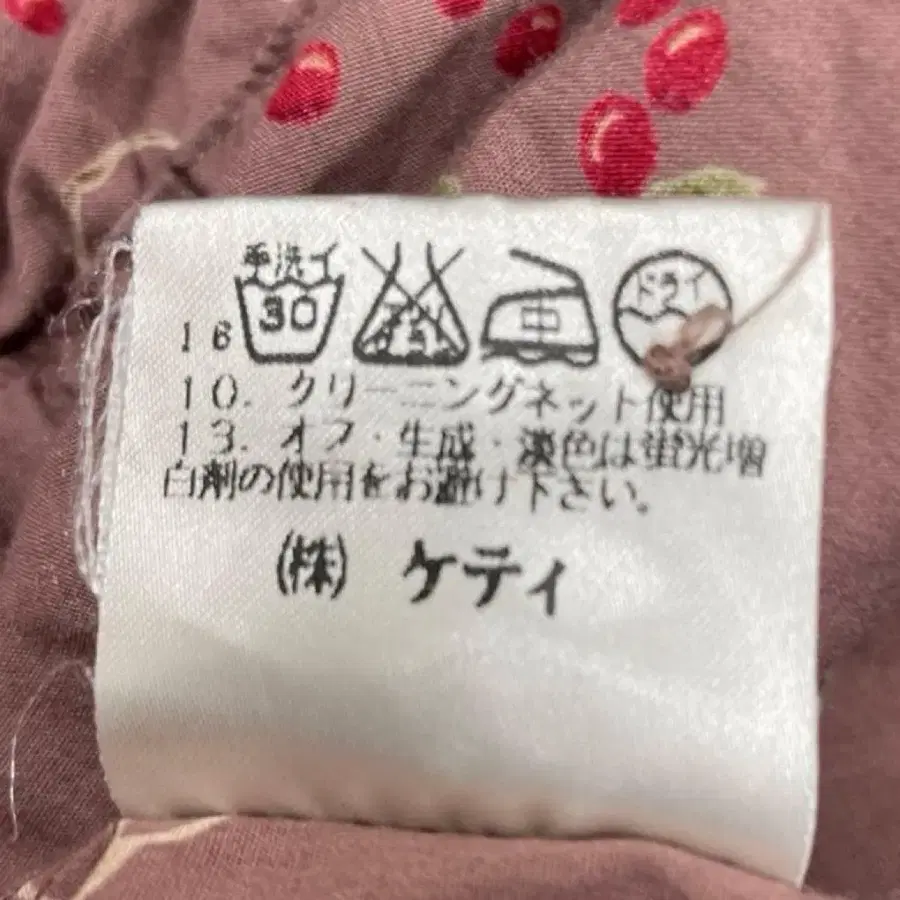 手洗イ
16 30 中 ドライ
10. クリーニングネット使用
13. オフ・生成・淡色は蛍光増
白剤の使用をお避け下さい。
(株) ケティ